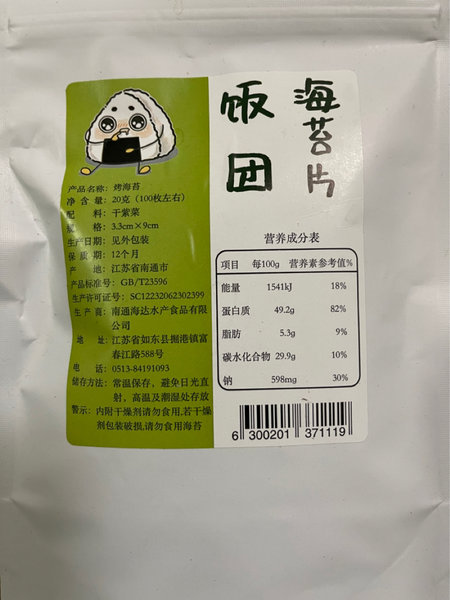 饭团
海苔片
产品名称：烤海苔
净 含 量：20克（100枚左右）
配 料：干紫菜
规 格：3.3cm×9cm
生产日期：见外包装
保 质 期：12个月
产 地：江苏省南通市
产品标准号：GB/T23596
生产许可证号：SC12232062302399
生 产 商：南通海达水产食品有限公司
地 址：江苏省如东县掘港镇富
春江路588号
电 话：0513-84191093
储存方法：常温保存，避免日光直
射，高温及潮湿处存放
警示：内附干燥剂请勿食用,若干燥
剂包装破损,请勿食用海苔
营养成分表
项目 每100g 营养素参考值%
能量 1541kJ 18%
蛋白质 49.2g 82%
脂肪 5.3g 9%
碳水化合物 29.9g 10%
钠 598mg 30%
6 300201 371119